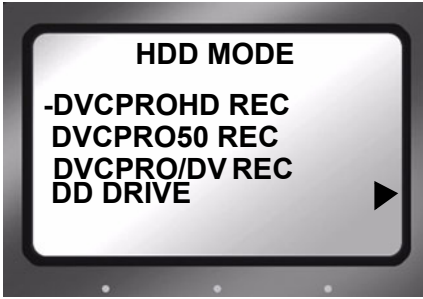 HDD MODE
-DVCPROHD REC
DVCPRO50 REC
DVCPRO/DV REC
DD DRIVE